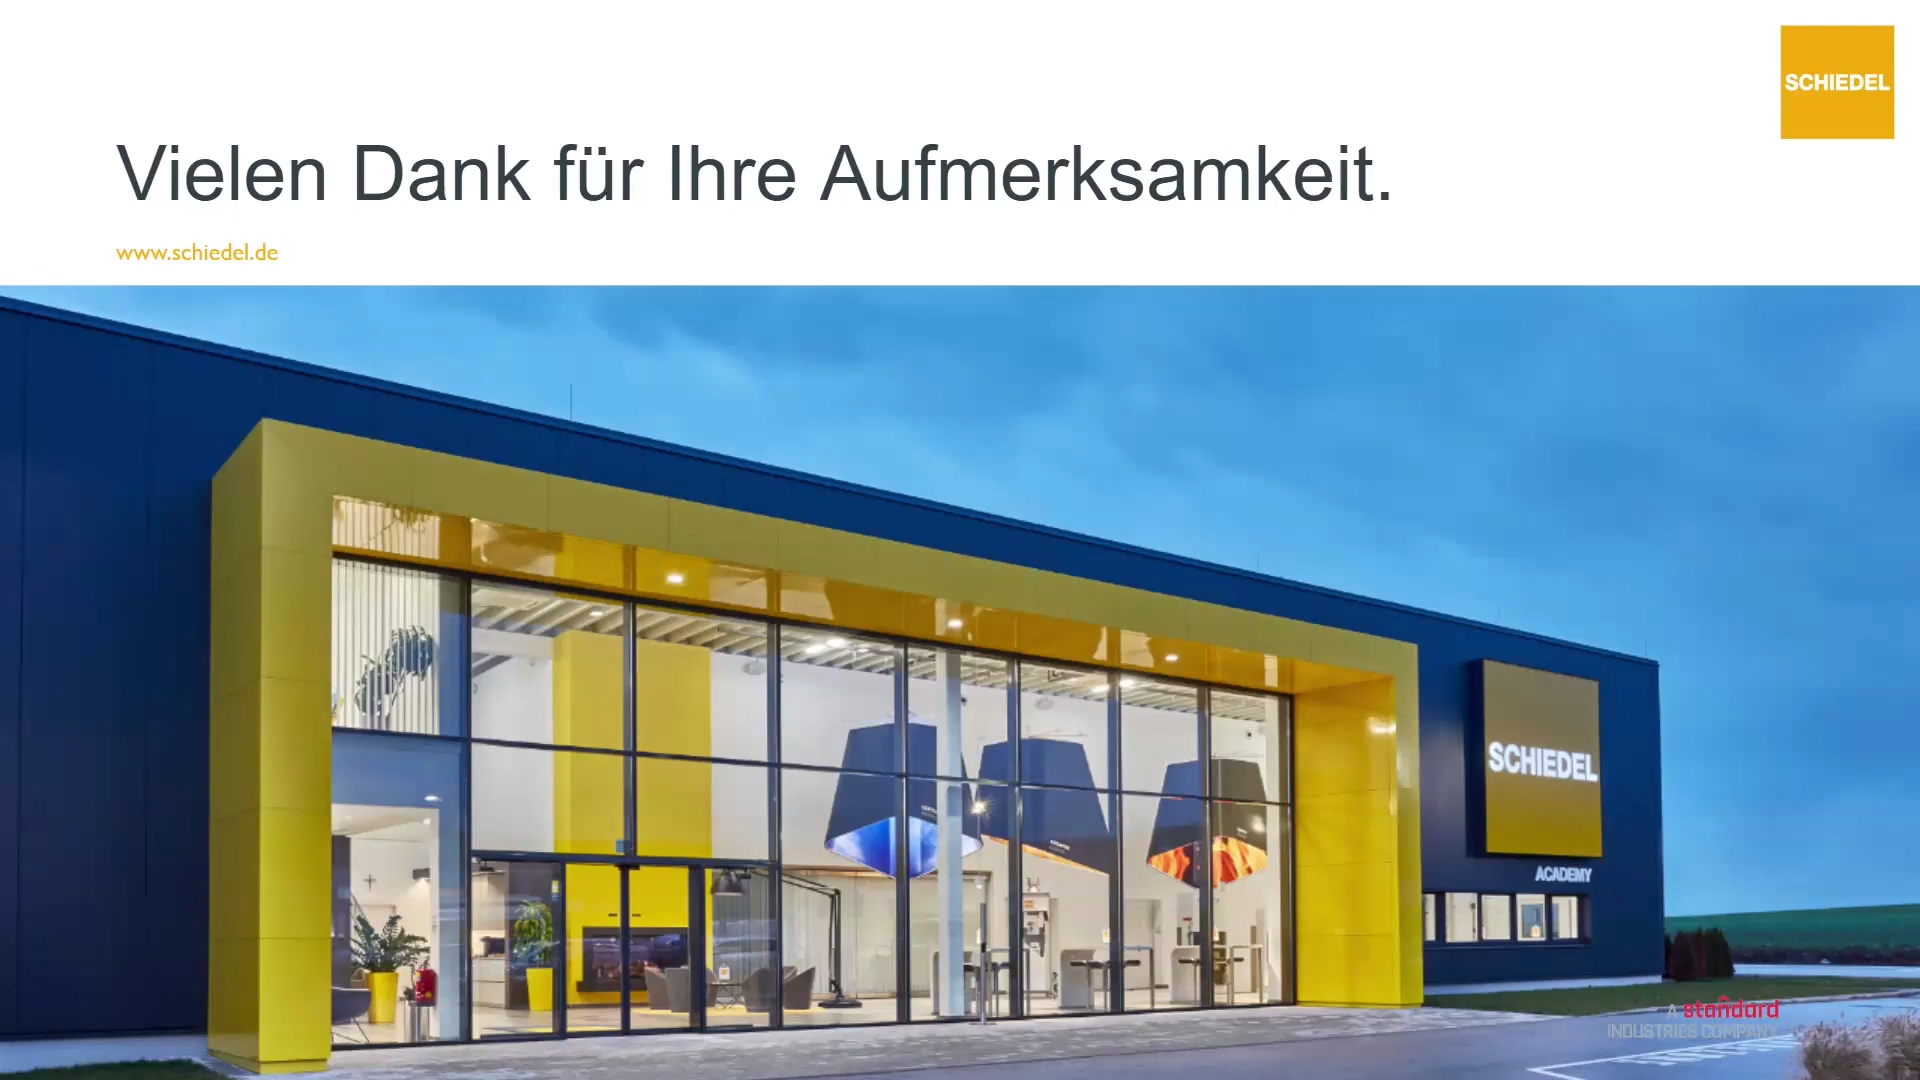 SCHIEDEL
Vielen Dank für Ihre Aufmerksamkeit.
www.schiedel.de
SCHIEDEL
ACADEMY
A standard
INDUSTRIES COMPANY